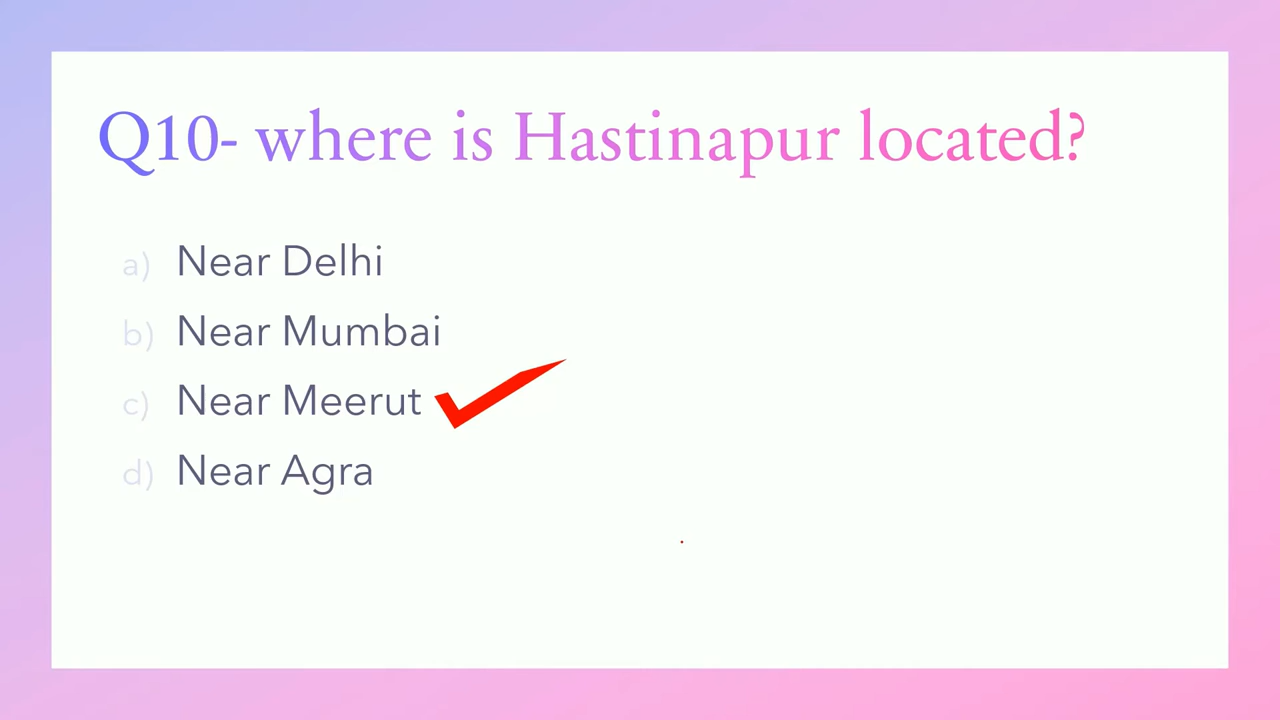 Q10- where is Hastinapur located?
a) Near Delhi
b) Near Mumbai
c) Near Meerut
d) Near Agra